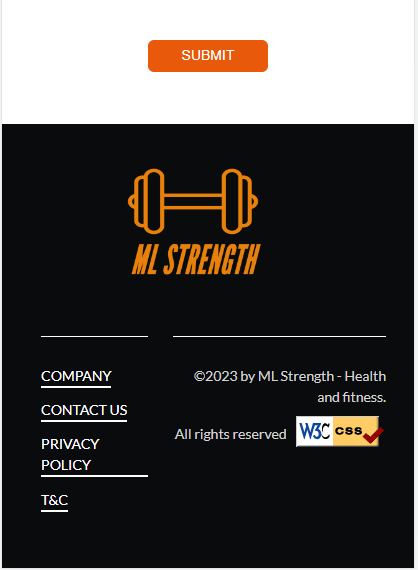 SUBMIT
ML STRENGTH
COMPANY
CONTACT US
PRIVACY
POLICY
T&C
©2023 by ML Strength - Health
and fitness.
All rights reserved
W3C css